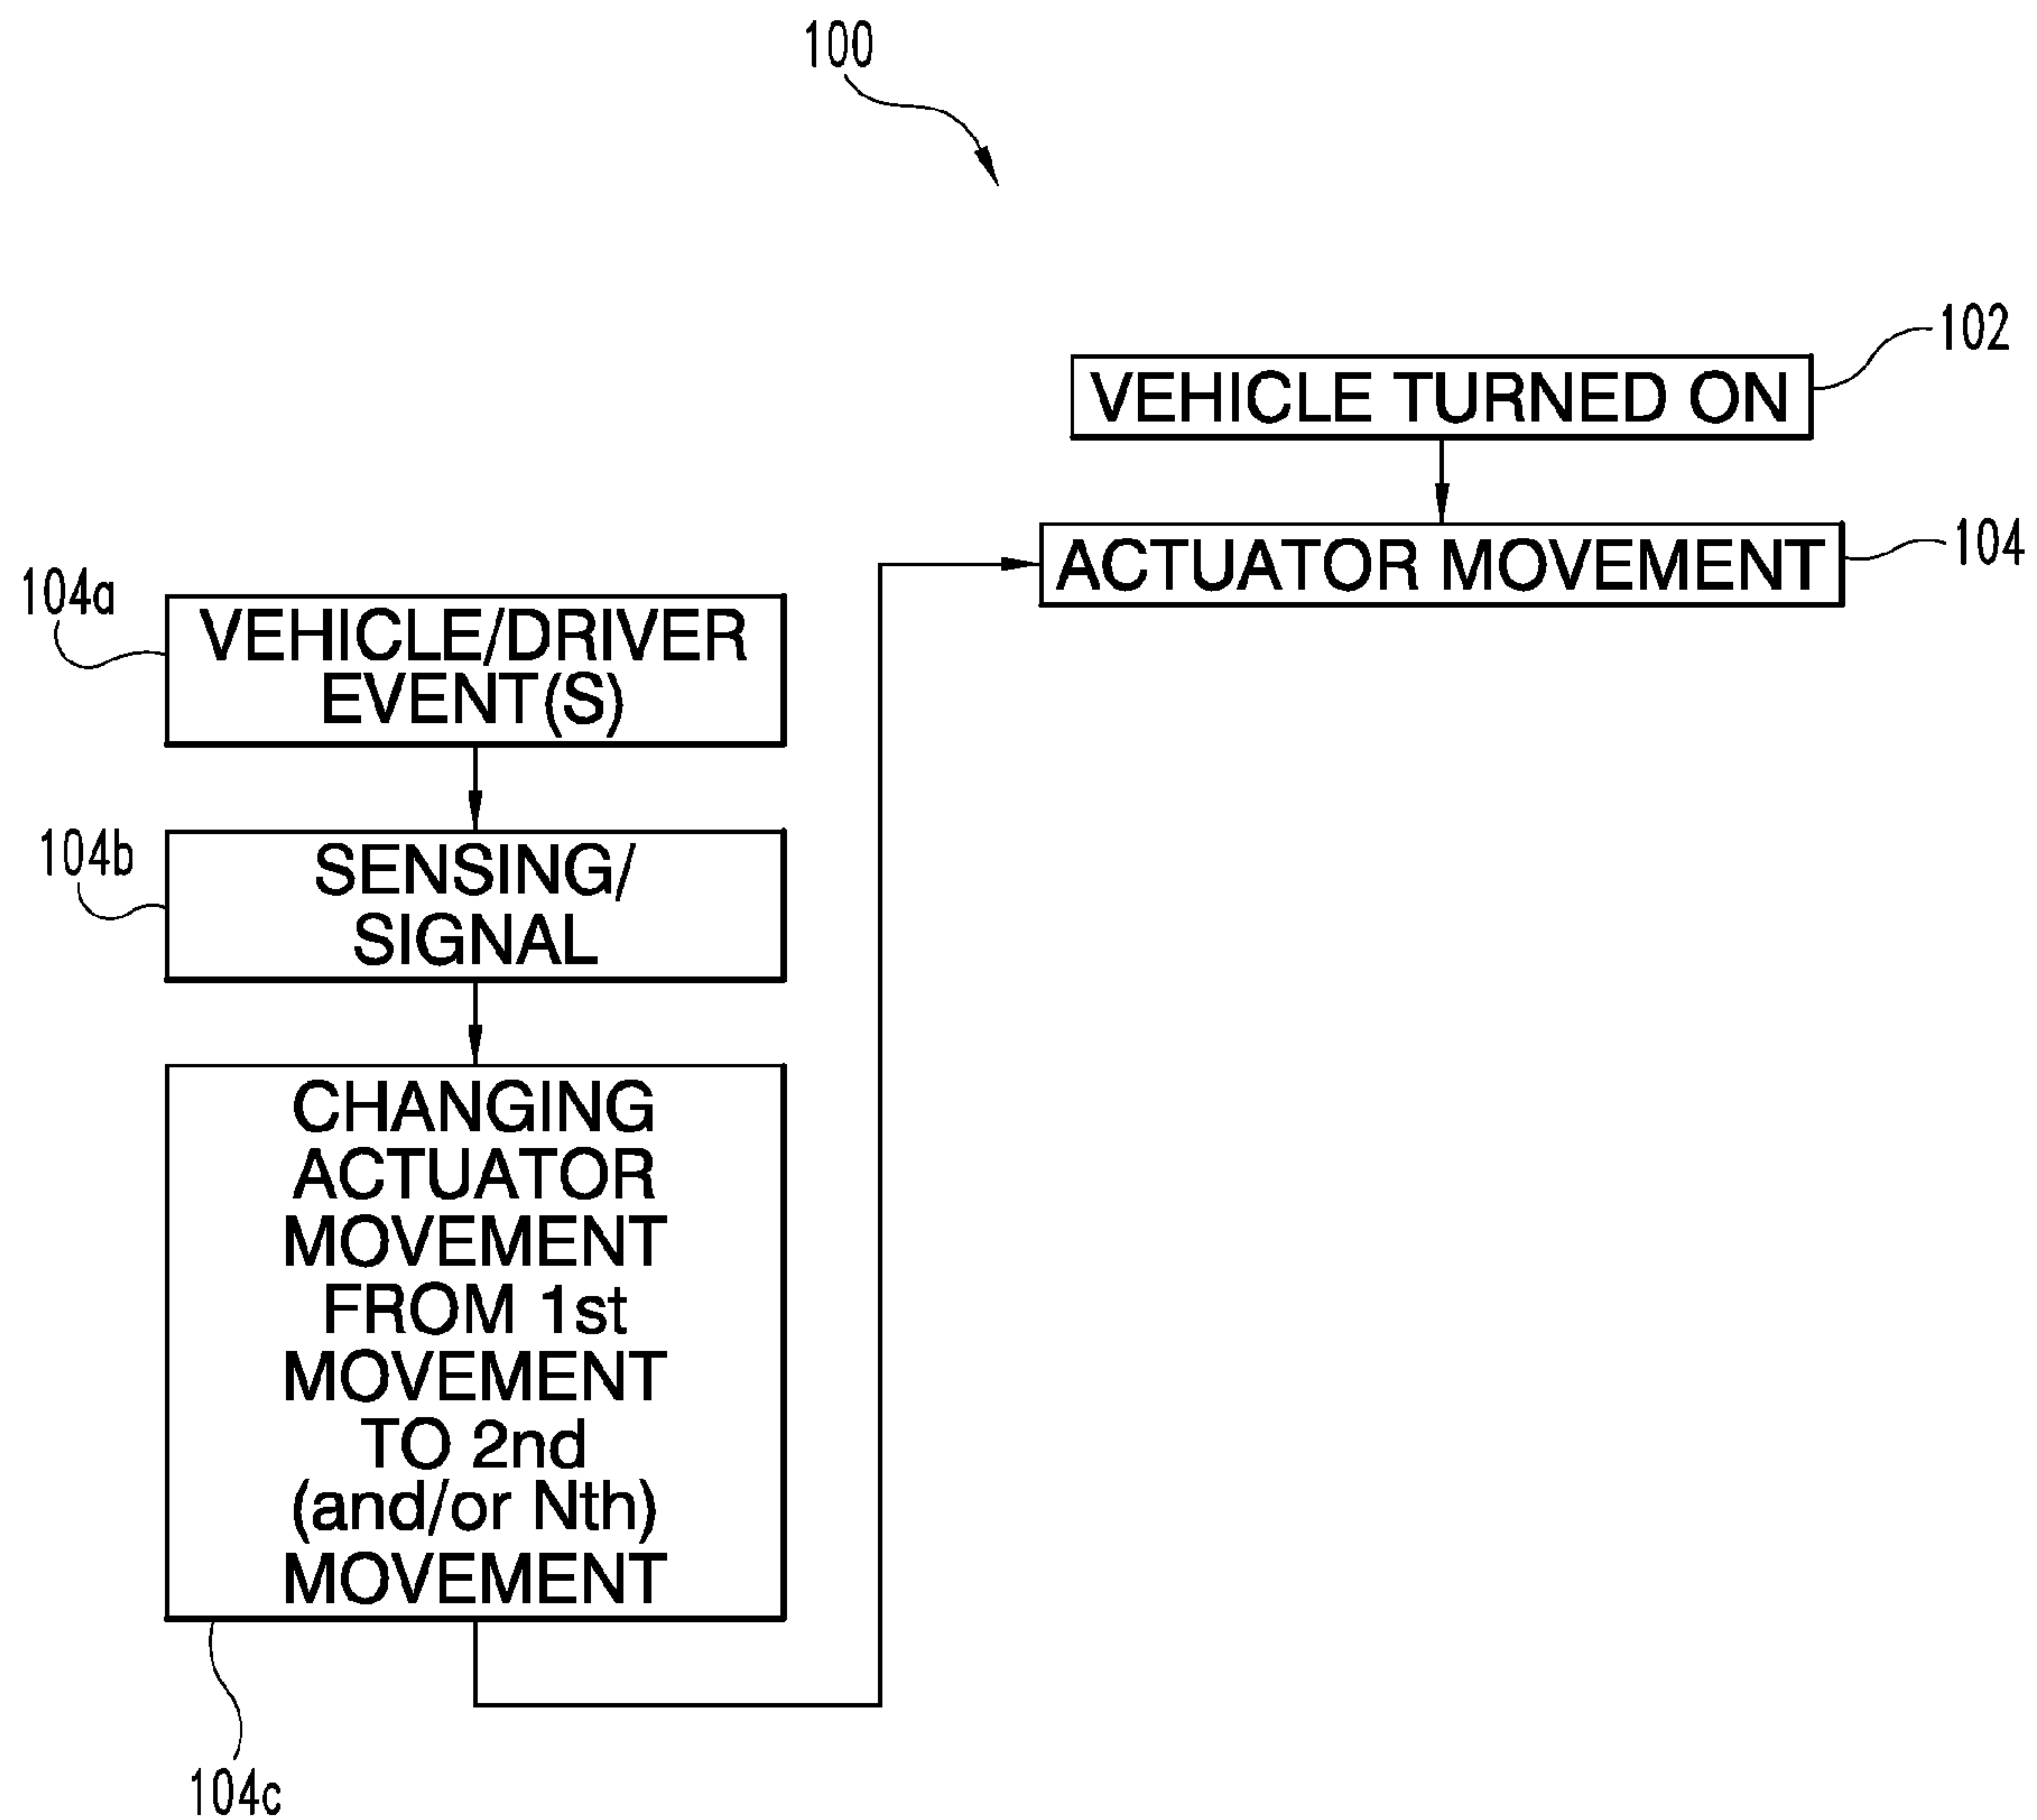 100
102
VEHICLE TURNED ON
104
ACTUATOR MOVEMENT
104a
VEHICLE/DRIVER
EVENT(S)
104b
SENSING/
SIGNAL
CHANGING
ACTUATOR
MOVEMENT
FROM 1st
MOVEMENT
TO 2nd
(and/or Nth)
MOVEMENT
104c